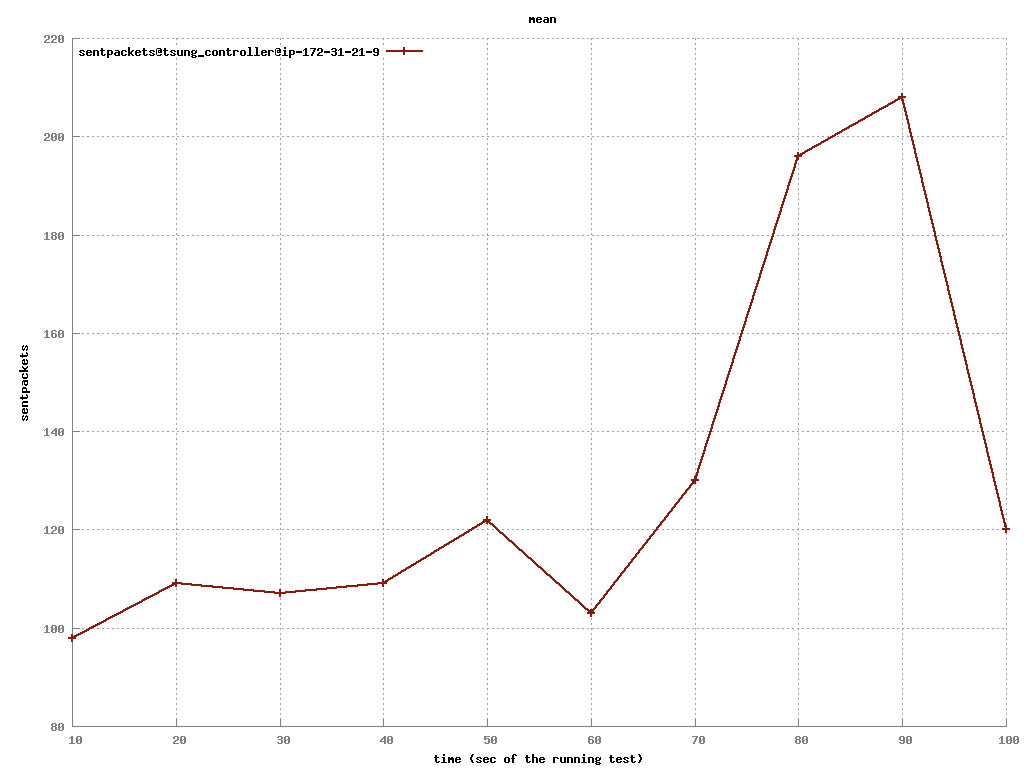 mean
220
sentpackets@tsung_controller@ip-172-31-21-9
200
180
160
sentpackets
140
120
100
80
10 20 30 40 50 60 70 80 90 100
time (sec of the running test)